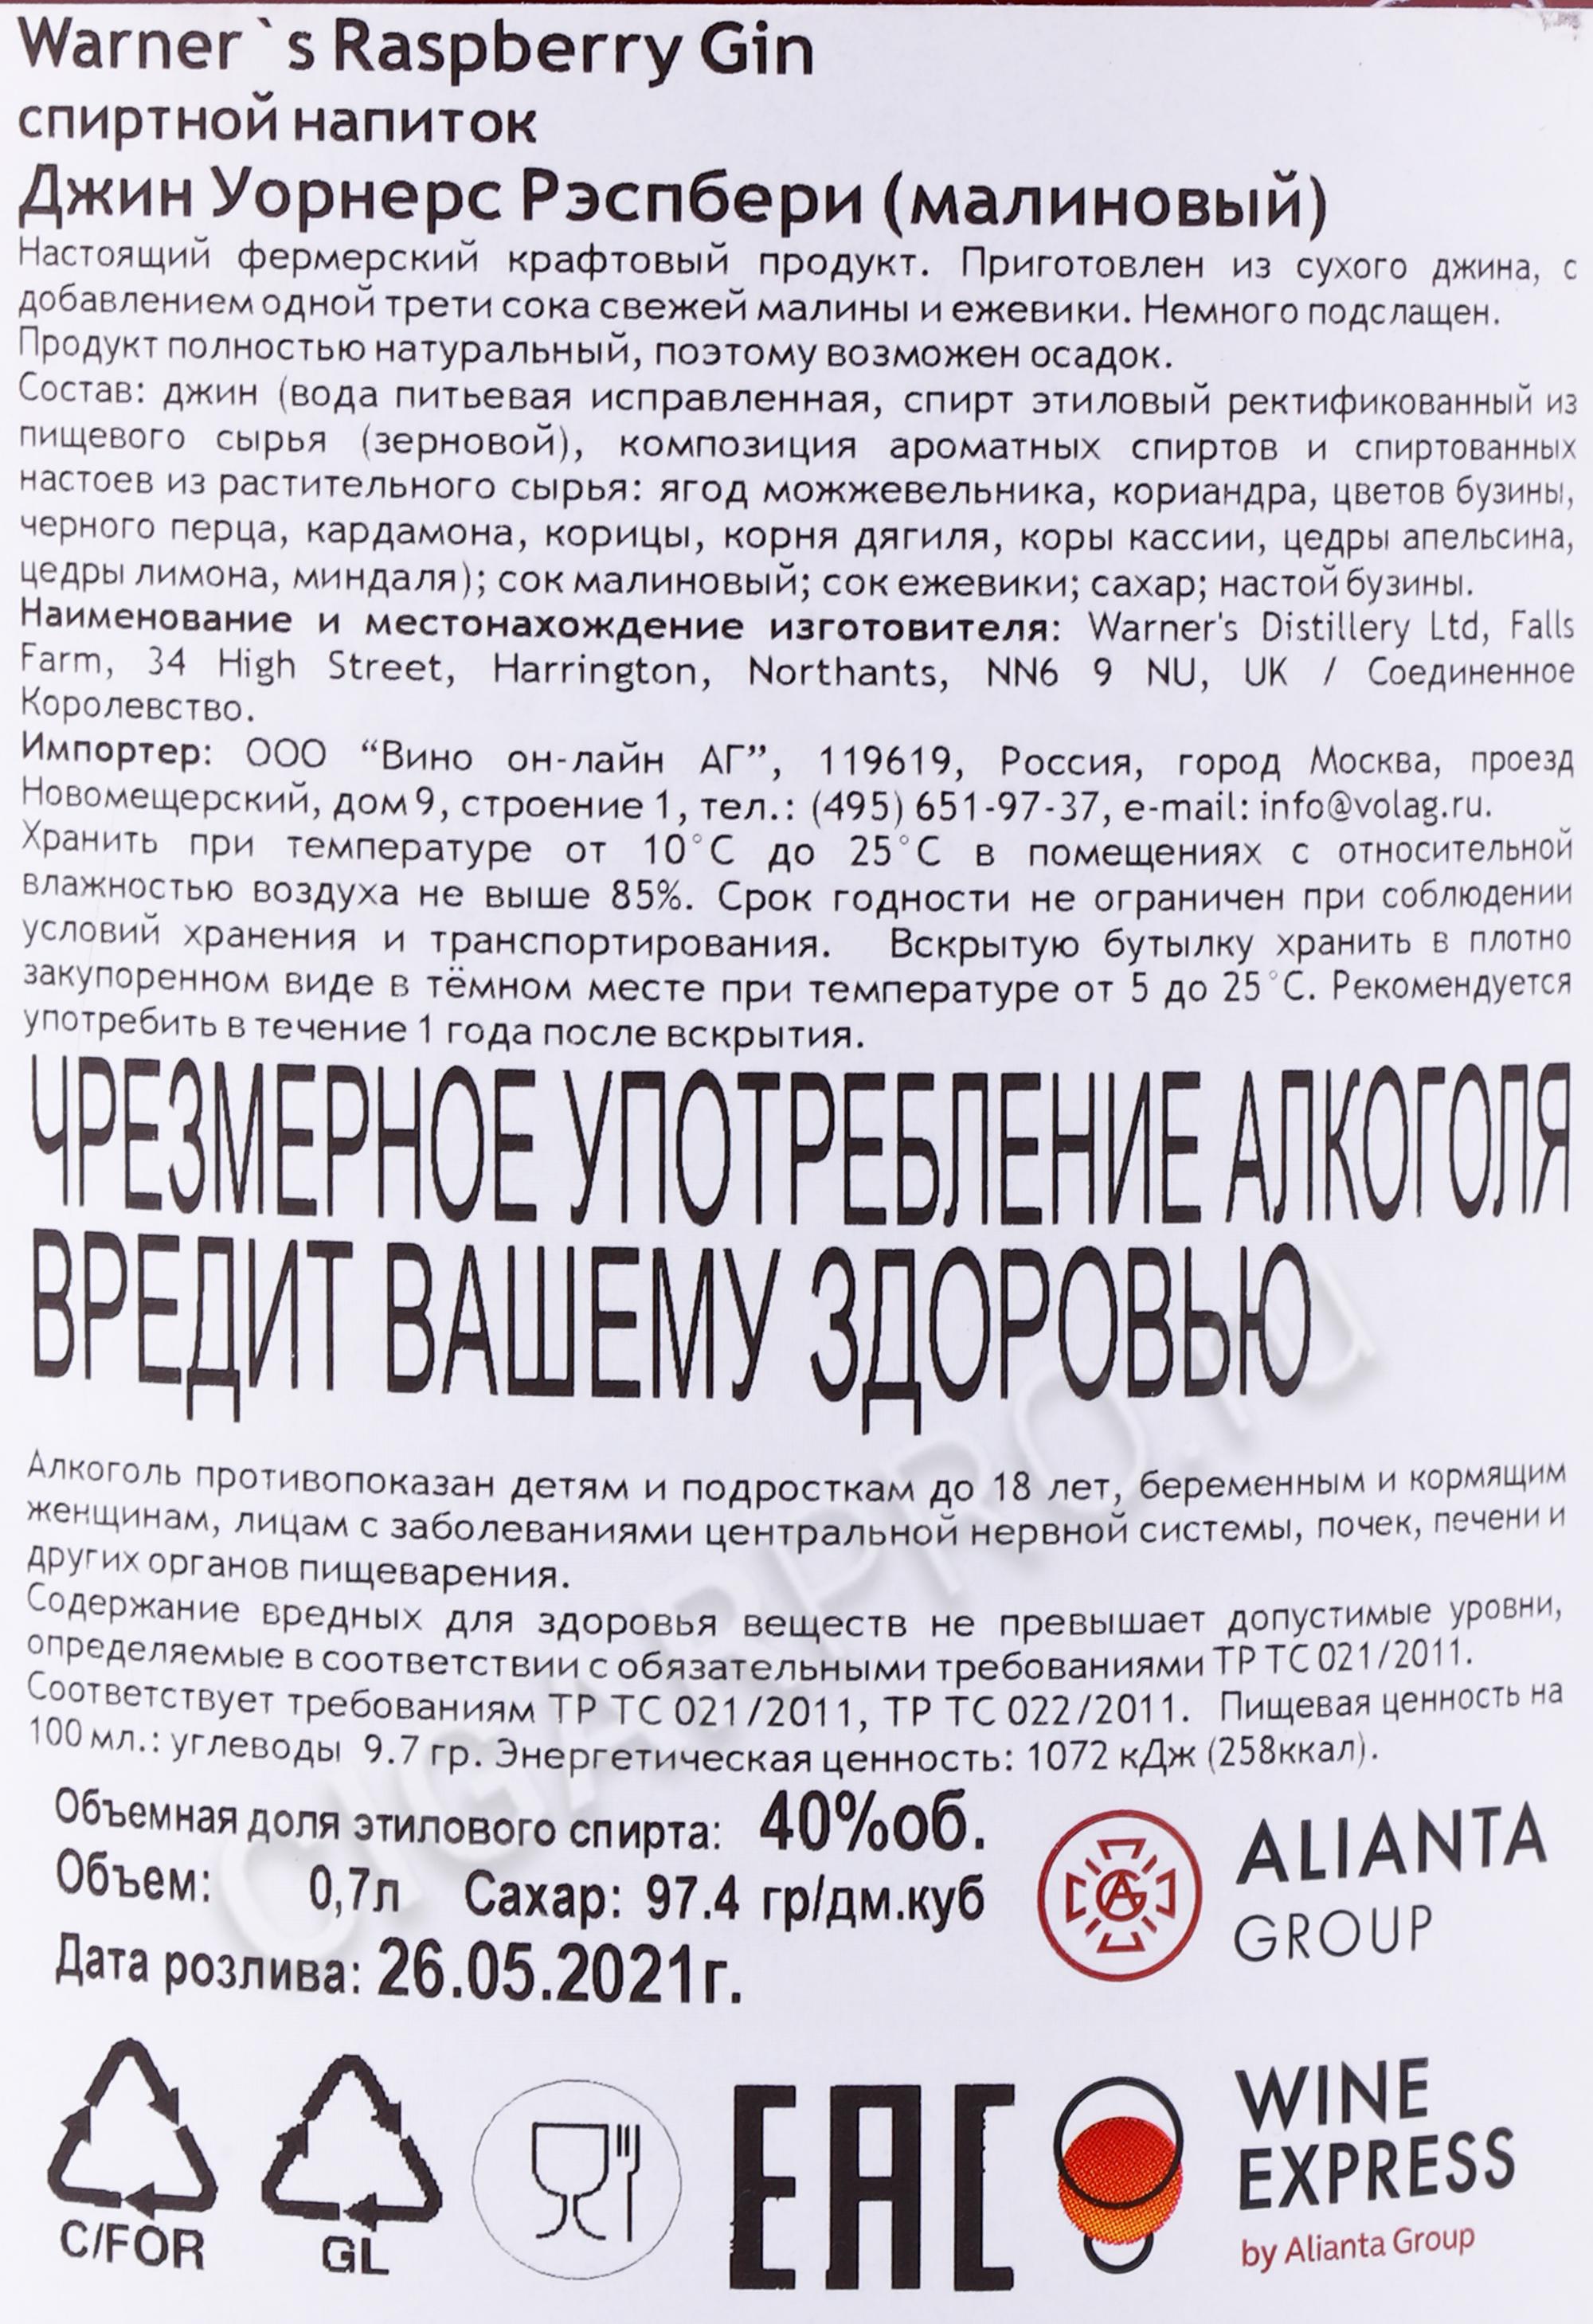 Warner`s Raspberry Gin
спиртной напиток
Джин Уорнерс Рэспбери (малиновый)
Настоящий фермерский крафтовый продукт. Приготовлен из сухого джина, с
добавлением одной трети сока свежей малины и ежевики. Немного подслащен.
Продукт полностью натуральный, поэтому возможен осадок.
Состав: джин (вода питьевая исправленная, спирт этиловый ректификованный из
пищевого сырья (зерновой), композиция ароматных спиртов и спиртованных
настоев из растительного сырья: ягод можжевельника, кориандра, цветов бузины,
черного перца, кардамона, корицы, корня дягиля, коры кассии, цедры апельсина,
цедры лимона, миндаля); сок малиновый; сок ежевики; сахар; настой бузины.
Наименование и местонахождение изготовителя: Warner's Distillery Ltd, Falls
Farm, 34 High Street, Harrington, Northants, NN6 9 NU, UK / Соединенное
Королевство.
Импортер: ООО “Вино он-лайн АГ”, 119619, Россия, город Москва, проезд
Новомещерский, дом 9, строение 1, тел.: (495) 651-97-37, e-mail: info@volag.ru.
Хранить при температуре от 10°С до 25°С в помещениях с относительной
влажностью воздуха не выше 85%. Срок годности не ограничен при соблюдении
условий хранения и транспортирования. Вскрытую бутылку хранить в плотно
закупоренном виде в тёмном месте при температуре от 5 до 25°С. Рекомендуется
употребить в течение 1 года после вскрытия.
ЧРЕЗМЕРНОЕ УПОТРЕБЛЕНИЕ АЛКОГОЛЯ
ВРЕДИТ ВАШЕМУ ЗДОРОВЬЮ
Алкоголь противопоказан детям и подросткам до 18 лет, беременным и кормящим
женщинам, лицам с заболеваниями центральной нервной системы, почек, печени и
других органов пищеварения.
Содержание вредных для здоровья веществ не превышает допустимые уровни,
определяемые в соответствии с обязательными требованиями ТР ТС 021/2011.
Соответствует требованиям ТР ТС 021/2011, ТР ТС 022/2011. Пищевая ценность на
100 мл.: углеводы 9.7 гр. Энергетическая ценность: 1072 кДж (258ккал).
Объемная доля этилового спирта: 40%об.
Объем: 0,7л Сахар: 97.4 гр/дм.куб
Дата розлива: 26.05.2021г.
ALIANTA
GROUP
C/FOR
GL
EAC
WINE
EXPRESS
by Alianta Group
CIGARPRO.ru